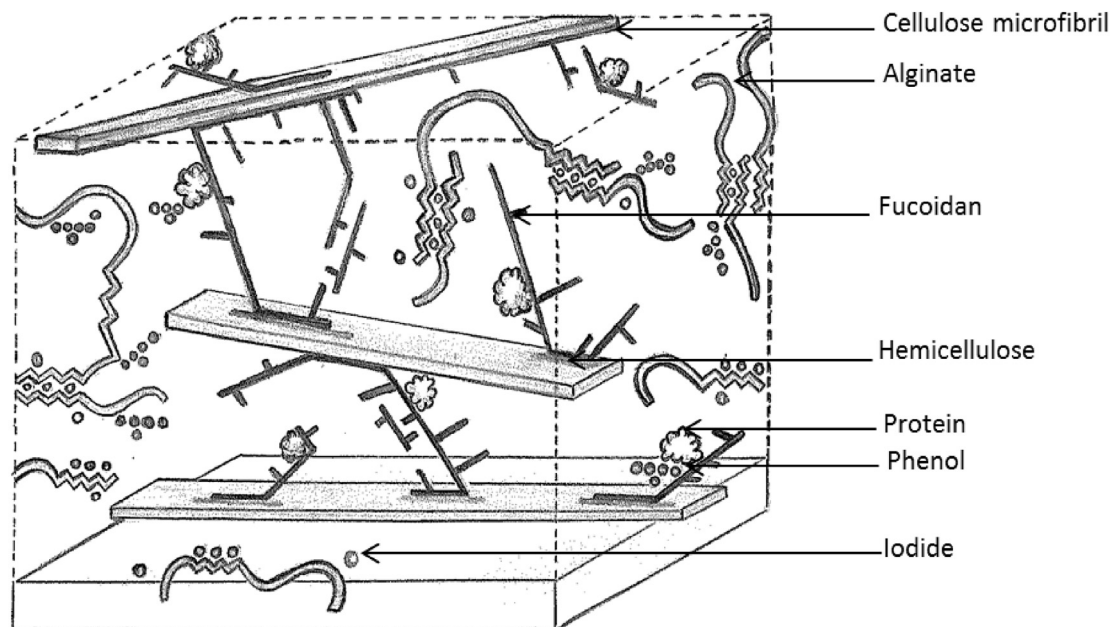 Cellulose microfibril
Alginate
Fucoidan
Hemicellulose
Protein
Phenol
Iodide